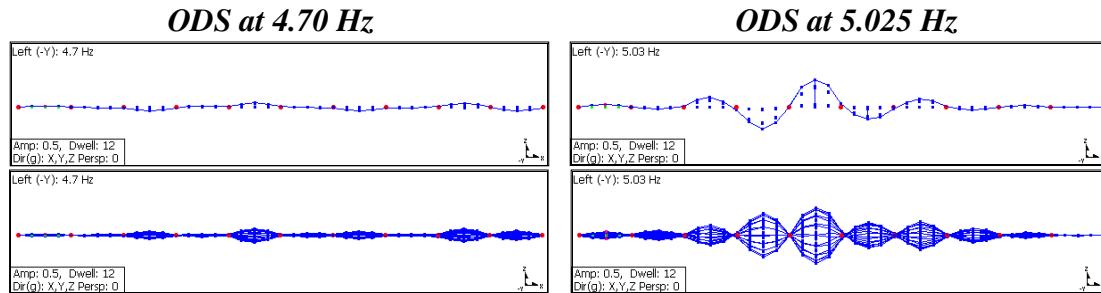 ODS at 4.70 Hz
Left (-Y): 4.7 Hz
Amp: 0.5, Dwell: 12
Dir(g): X,Y,Z Persp: 0
Left (-Y): 4.7 Hz
Amp: 0.5, Dwell: 12
Dir(g): X,Y,Z Persp: 0
ODS at 5.025 Hz
Left (-Y): 5.03 Hz
Amp: 0.5, Dwell: 12
Dir(g): X,Y,Z Persp: 0
Left (-Y): 5.03 Hz
Amp: 0.5, Dwell: 12
Dir(g): X,Y,Z Persp: 0